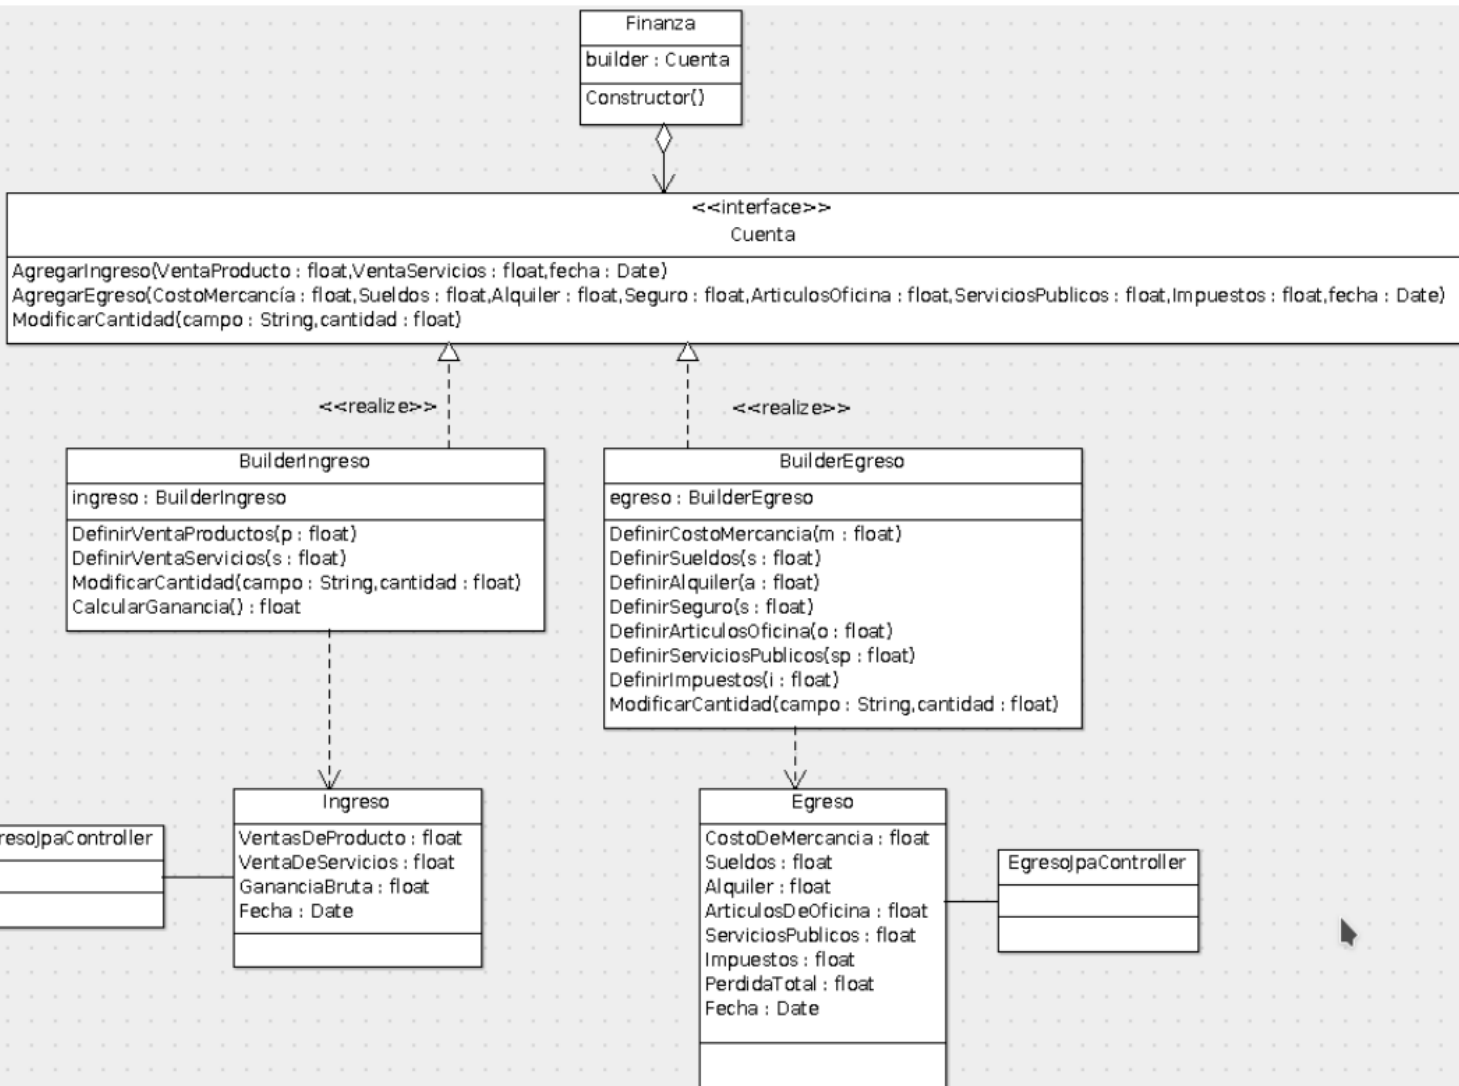 Finanza
builder : Cuenta
Constructor()
<<interface>>
Cuenta
AgregarIngreso(VentaProducto : float,VentaServicios : float,fecha : Date)
AgregarEgreso(CostoMercancía : float,Sueldos : float,Alquiler : float,Seguro : float,ArticulosOficina : float,ServiciosPublicos : float,Impuestos : float,fecha : Date)
ModificarCantidad(campo : String,cantidad : float)
<<realize>>
<<realize>>
BuilderIngreso
ingreso : BuilderIngreso
DefinirVentaProductos(p : float)
DefinirVentaServicios(s : float)
ModificarCantidad(campo : String,cantidad : float)
CalcularGanancia() : float
BuilderEgreso
egreso : BuilderEgreso
DefinirCostoMercancia(m : float)
DefinirSueldos(s : float)
DefinirAlquiler(a : float)
DefinirSeguro(s : float)
DefinirArticulosOficina(o : float)
DefinirServiciosPublicos(sp : float)
DefinirImpuestos(i : float)
ModificarCantidad(campo : String,cantidad : float)
resoJpaController
Ingreso
VentasDeProducto : float
VentaDeServicios : float
GananciaBruta : float
Fecha : Date
Egreso
CostoDeMercancia : float
Sueldos : float
Alquiler : float
ArticulosDeOficina : float
ServiciosPublicos : float
Impuestos : float
PerdidaTotal : float
Fecha : Date
EgresoJpaController